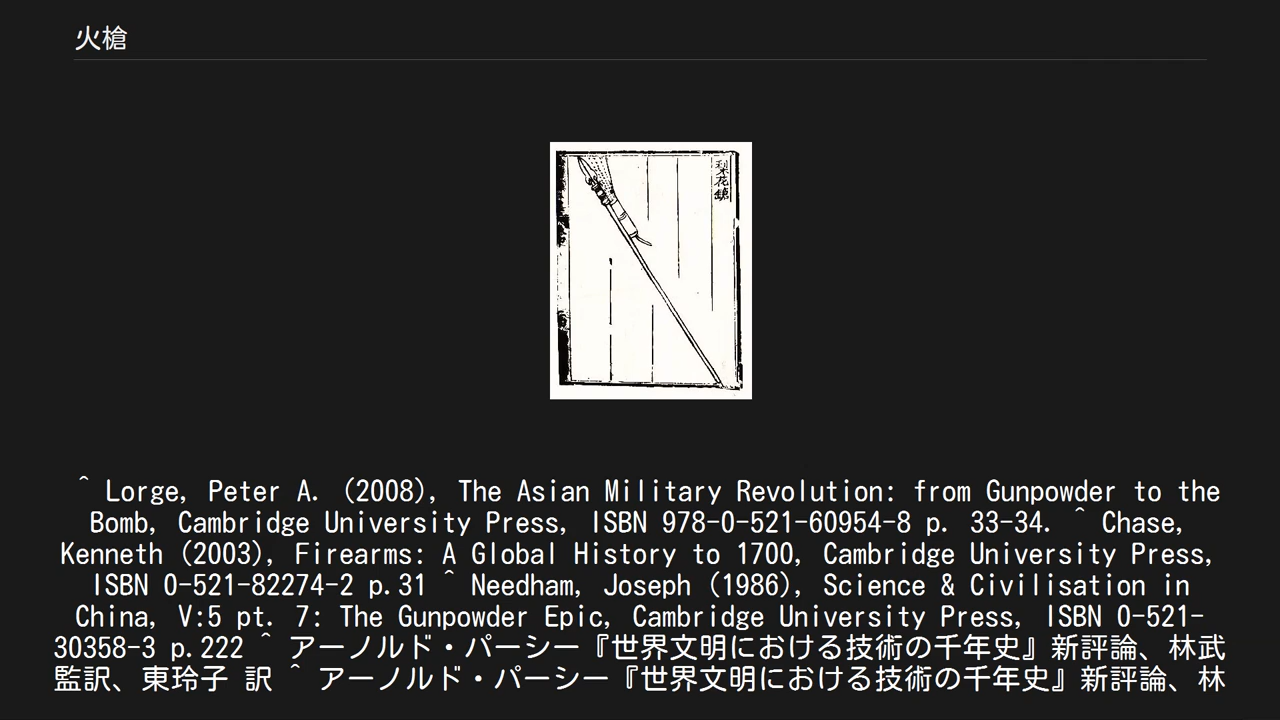 火槍
梨花鎗
^ Lorge, Peter A. (2008), The Asian Military Revolution: from Gunpowder to the
Bomb, Cambridge University Press, ISBN 978-0-521-60954-8 p. 33-34. ^ Chase,
Kenneth (2003), Firearms: A Global History to 1700, Cambridge University Press,
ISBN 0-521-82274-2 p.31 ^ Needham, Joseph (1986), Science & Civilisation in
China, V:5 pt. 7: The Gunpowder Epic, Cambridge University Press, ISBN 0-521-
30358-3 p.222 ^ アーノルド・パーシー『世界文明における技術の千年史』新評論、林武
監訳、東玲子 訳 ^ アーノルド・パーシー『世界文明における技術の千年史』新評論、林